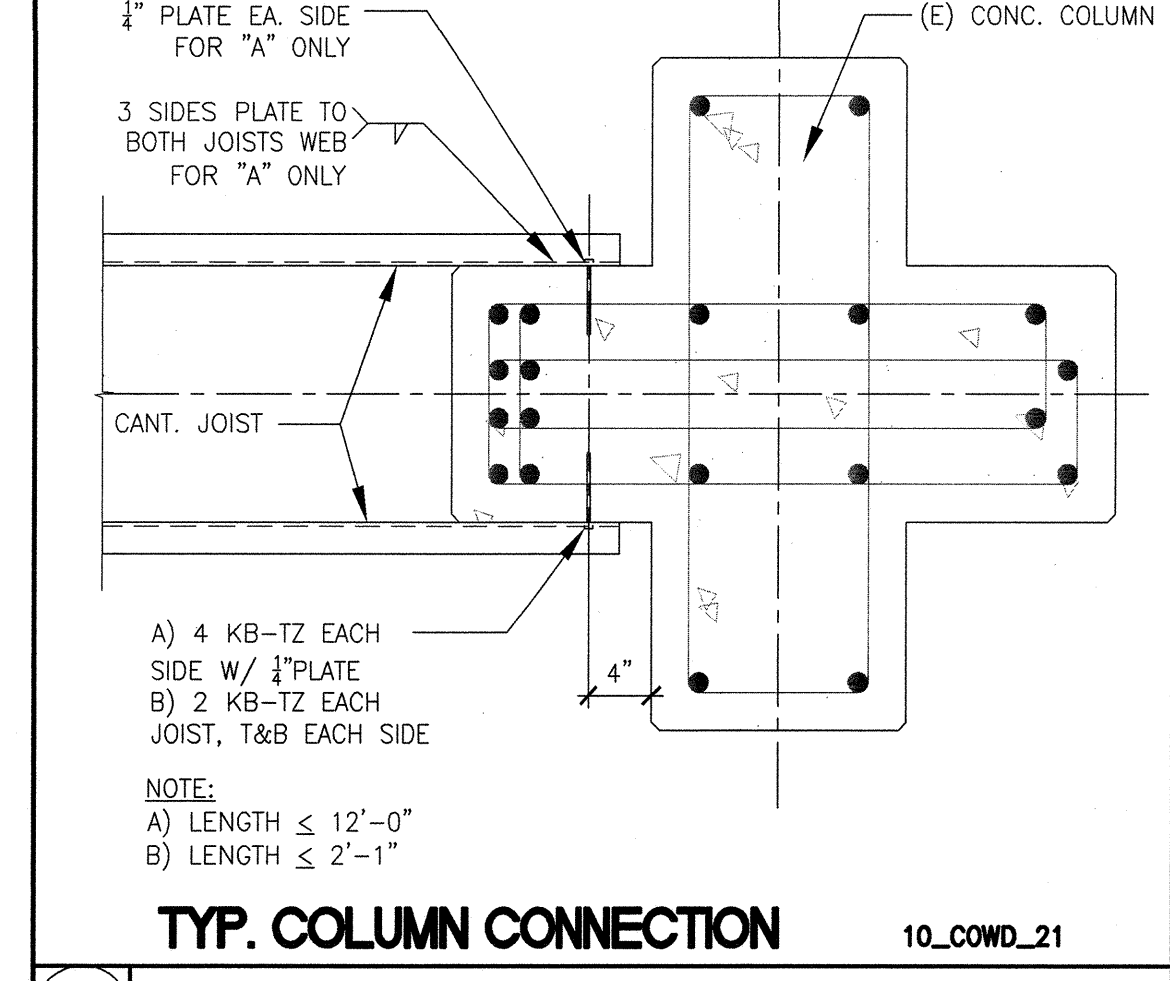 1/4" PLATE EA. SIDE
FOR "A" ONLY
(E) CONC. COLUMN
3 SIDES PLATE TO
BOTH JOISTS WEB
FOR "A" ONLY
CANT. JOIST
A) 4 KB-TZ EACH
SIDE W/ 1/4"PLATE
B) 2 KB-TZ EACH
JOIST, T&B EACH SIDE
4"
NOTE:
A) LENGTH ≤ 12'-0"
B) LENGTH ≤ 2'-1"
TYP. COLUMN CONNECTION
10_COWD_21